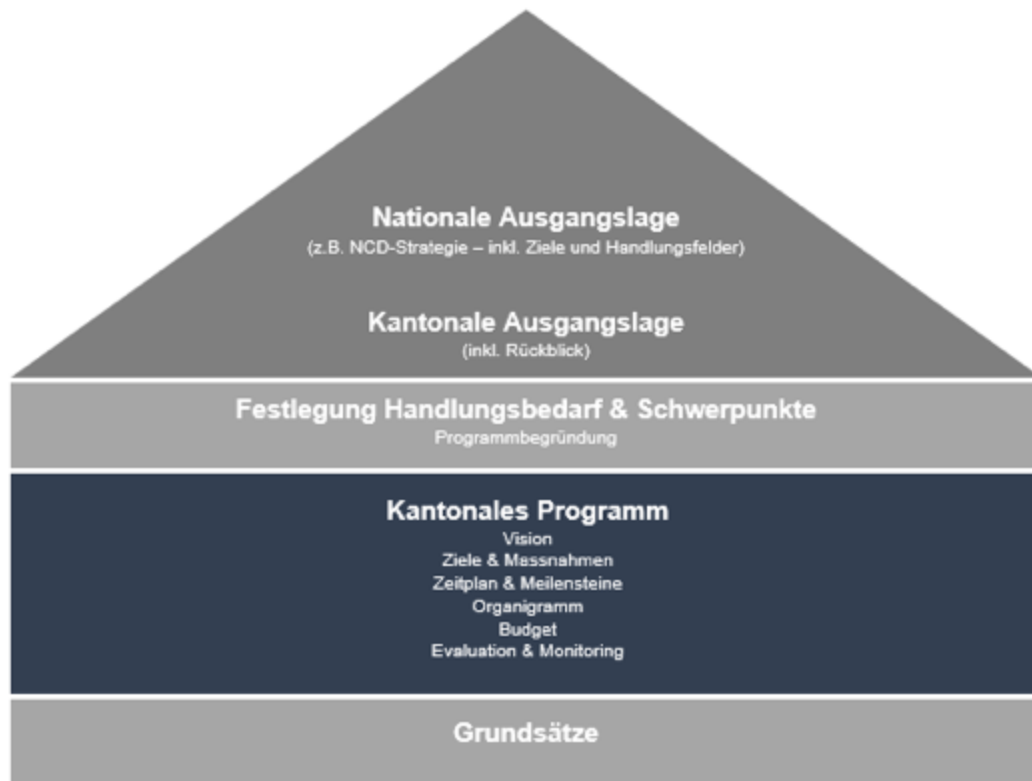 Nationale Ausgangslage
(z.B. NCD-Strategie – inkl. Ziele und Handlungsfelder)
Kantonale Ausgangslage
(inkl. Rückblick)
Festlegung Handlungsbedarf & Schwerpunkte
Programmbegründung
Kantonales Programm
Vision
Ziele & Massnahmen
Zeitplan & Meilensteine
Organigramm
Budget
Evaluation & Monitoring
Grundsätze